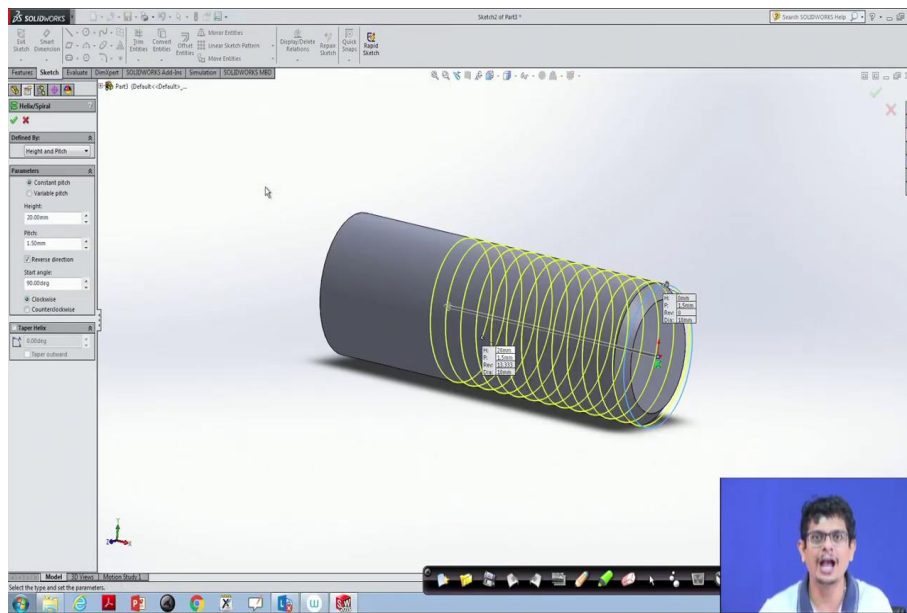 SOLIDWORKS
Sketch2 of Part3 *
Search SOLIDWORKS Help
Exit Sketch
Smart Dimension
Trim Entities
Convert Entities
Offset Entities
Mirror Entities
Linear Sketch Pattern
Move Entities
Display/Delete Relations
Repair Sketch
Quick Snaps
Rapid Sketch
Features Sketch Evaluate DimXpert SOLIDWORKS Add-Ins Simulation SOLIDWORKS MBD
Part3 (Default<<Default>_...
Helix/Spiral
?
Defined By:
Height and Pitch
Parameters
Constant pitch
Variable pitch
Height:
20.00mm
Pitch:
1.50mm
Reverse direction
Start angle:
90.00deg
Clockwise
Counterclockwise
Taper Helix
0.00deg
Taper outward
H: 0mm
P: 1.5mm
Rev: 0
Dia: 10mm
H: 20mm
P: 1.5mm
Rev: 13.333
Dia: 10mm
Y
Z
X
Model 3D Views Motion Study 1
Select the type and set the parameters.